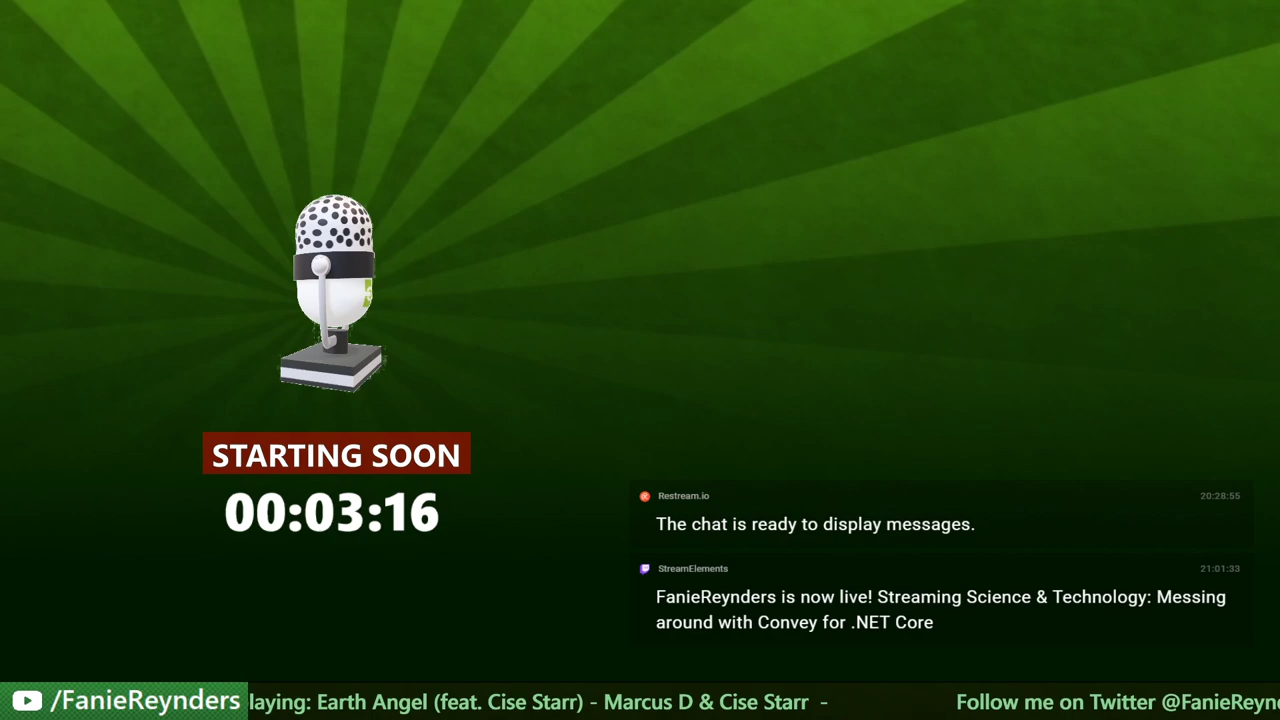 STARTING SOON
00:03:16
Restream.io 20:28:55
The chat is ready to display messages.
StreamElements 21:01:33
FanieReynders is now live! Streaming Science & Technology: Messing
around with Convey for .NET Core
/FanieReynders laying: Earth Angel (feat. Cise Starr) - Marcus D & Cise Starr - Follow me on Twitter @FanieReyn